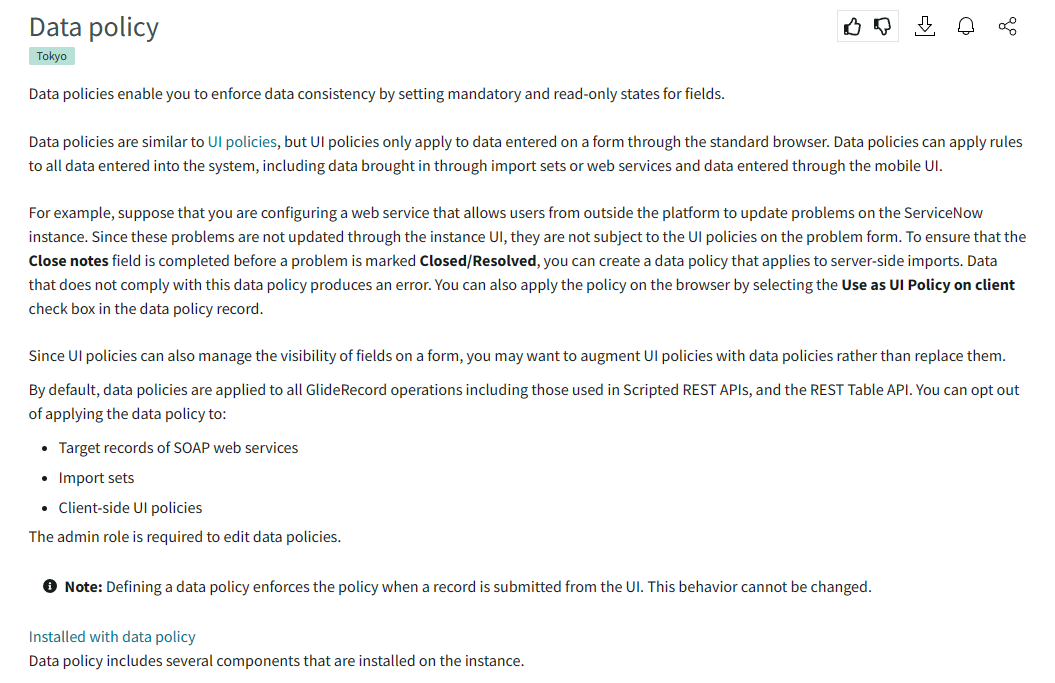 Data policy
Tokyo
Data policies enable you to enforce data consistency by setting mandatory and read-only states for fields.
Data policies are similar to UI policies, but UI policies only apply to data entered on a form through the standard browser. Data policies can apply rules
to all data entered into the system, including data brought in through import sets or web services and data entered through the mobile UI.
For example, suppose that you are configuring a web service that allows users from outside the platform to update problems on the ServiceNow
instance. Since these problems are not updated through the instance UI, they are not subject to the UI policies on the problem form. To ensure that the
Close notes field is completed before a problem is marked Closed/Resolved, you can create a data policy that applies to server-side imports. Data
that does not comply with this data policy produces an error. You can also apply the policy on the browser by selecting the Use as UI Policy on client
check box in the data policy record.
Since UI policies can also manage the visibility of fields on a form, you may want to augment UI policies with data policies rather than replace them.
By default, data policies are applied to all GlideRecord operations including those used in Scripted REST APIs, and the REST Table API. You can opt out
of applying the data policy to:
• Target records of SOAP web services
• Import sets
• Client-side UI policies
The admin role is required to edit data policies.
Note: Defining a data policy enforces the policy when a record is submitted from the UI. This behavior cannot be changed.
Installed with data policy
Data policy includes several components that are installed on the instance.